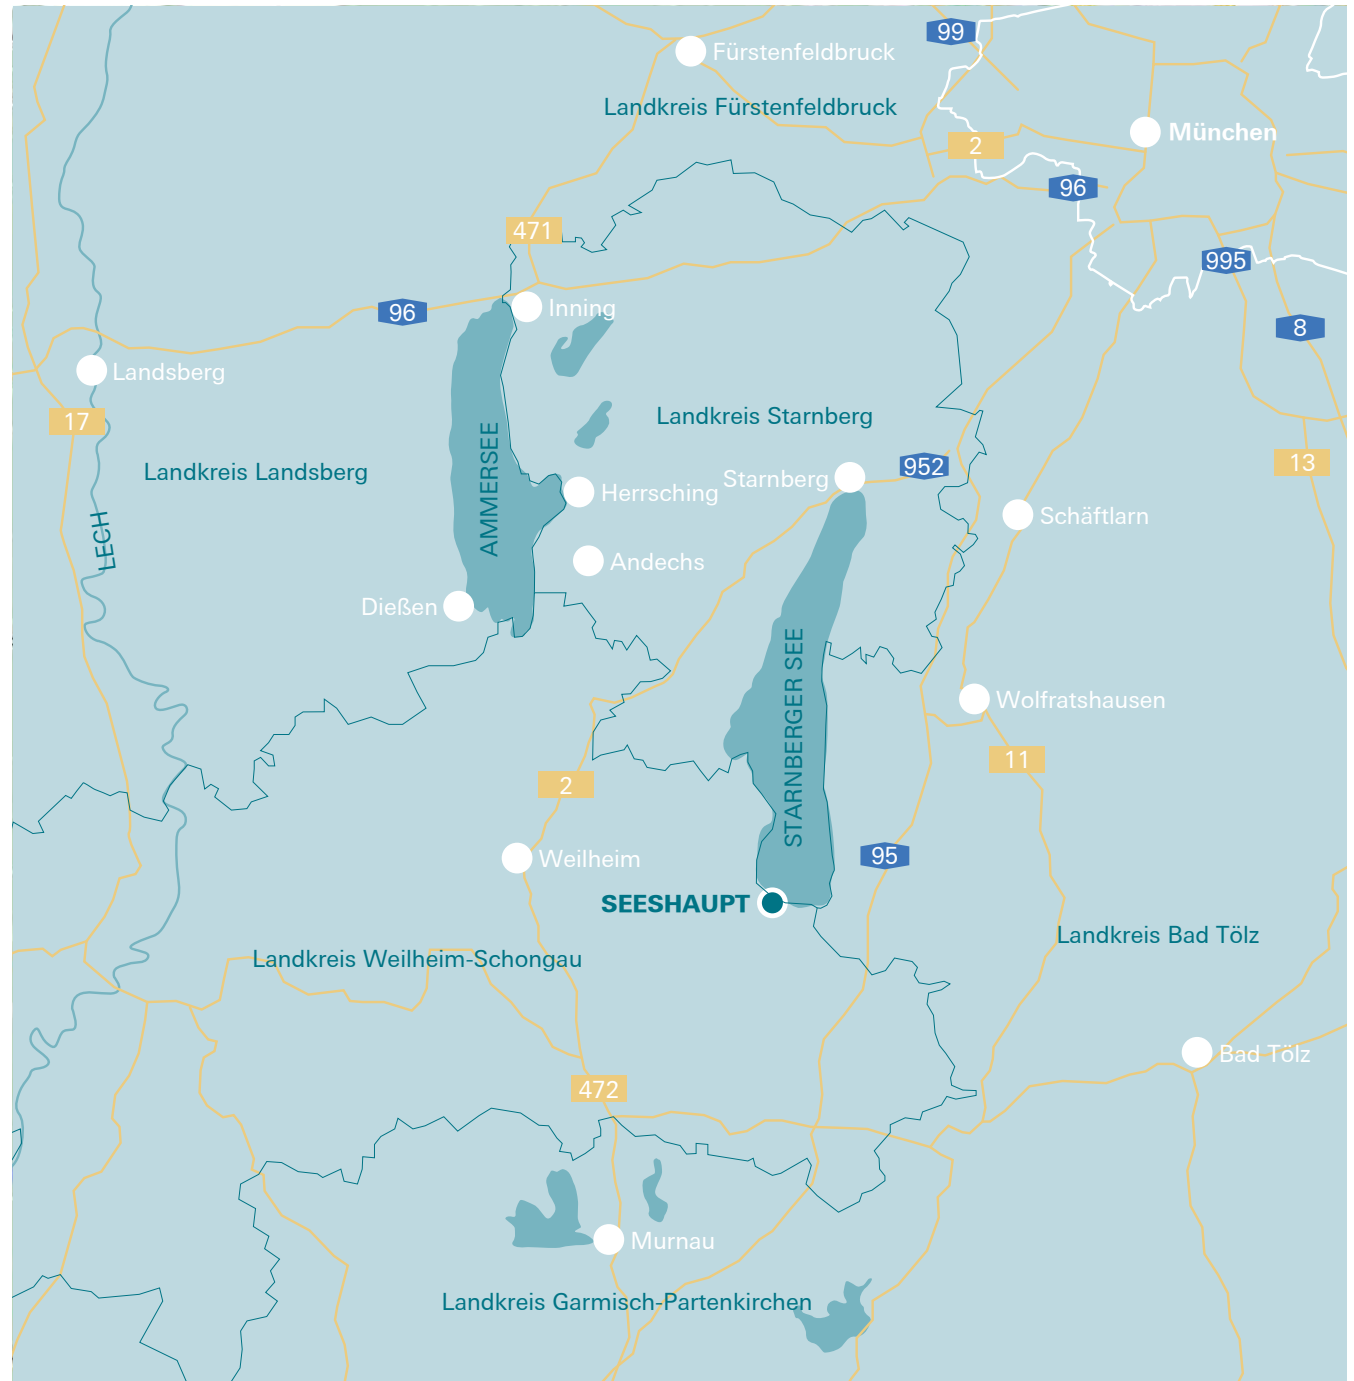 99
Fürstenfeldbruck
Landkreis Fürstenfeldbruck
München
2
96
471
995
Inning
96
8
Landsberg
17
Landkreis Starnberg
AMMERSEE
Landkreis Landsberg
952
13
Starnberg
Herrsching
Schäftlarn
LECH
Andechs
Dießen
STARNBERGER SEE
Wolfratshausen
11
2
95
Weilheim
SEESHAUPT
Landkreis Bad Tölz
Landkreis Weilheim-Schongau
Bad Tölz
472
Murnau
Landkreis Garmisch-Partenkirchen